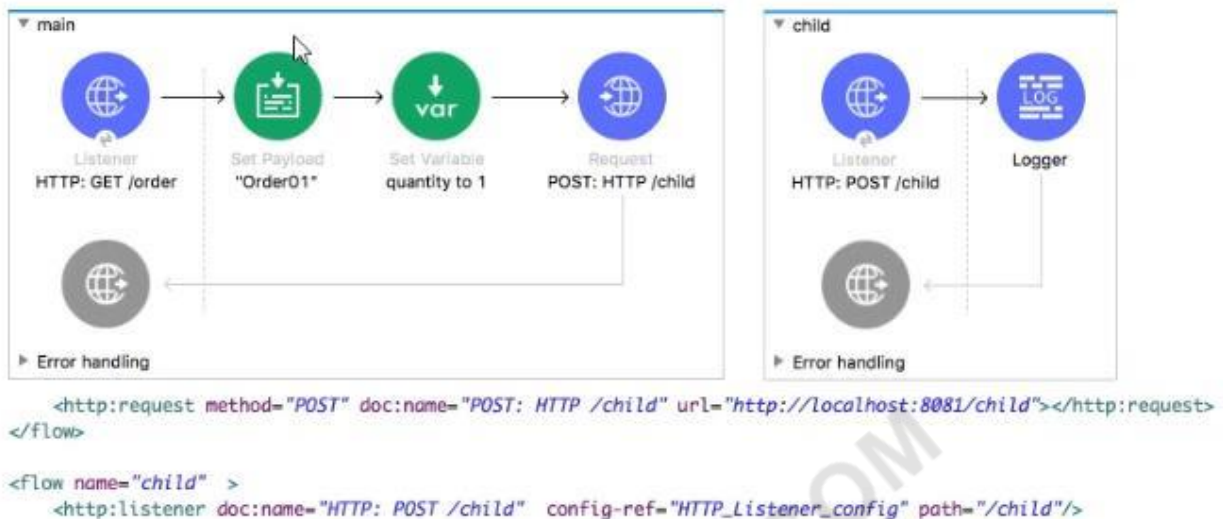 main
Listener
HTTP: GET /order
Set Payload
"Order01"
var
Set Variable
quantity to 1
Request
POST: HTTP /child
Error handling
child
Listener
HTTP: POST /child
LOG
Logger
Error handling
<http:request method="POST" doc:name="POST: HTTP /child" url="http://localhost:8081/child"></http:request>
</flow>
<flow name="child" >
<http:listener doc:name="HTTP: POST /child" config-ref="HTTP_Listener_config" path="/child"/>